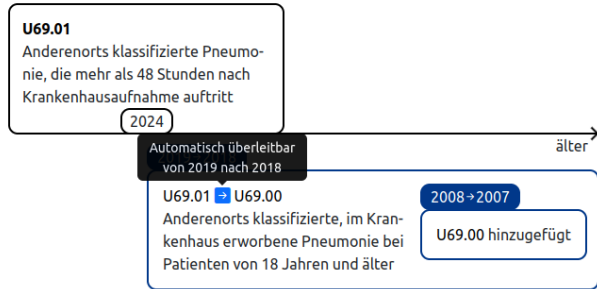 U69.01
Anderenorts klassifizierte Pneumo-
nie, die mehr als 48 Stunden nach
Krankenhausaufnahme auftritt
2024
älter
Automatisch überleitbar
von 2019 nach 2018
U69.01 → U69.00
Anderenorts klassifizierte, im Kran-
kenhaus erworbene Pneumonie bei
Patienten von 18 Jahren und älter
2008→2007
U69.00 hinzugefügt